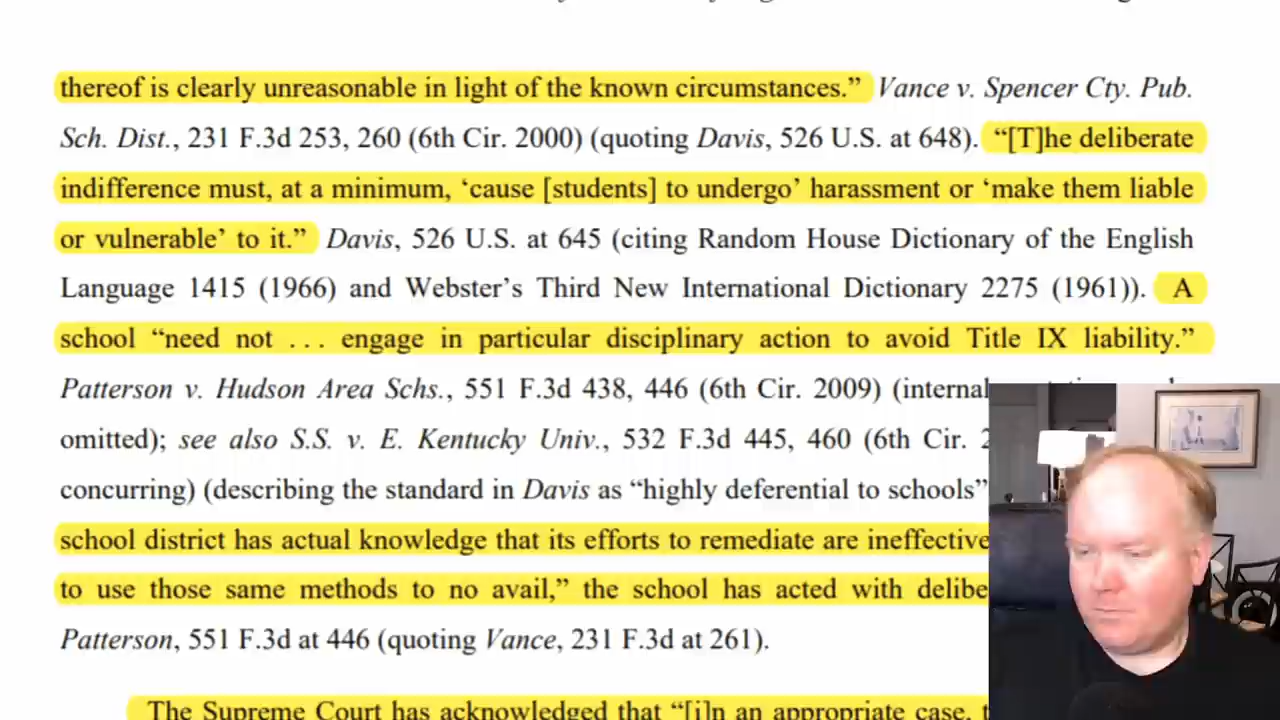 thereof is clearly unreasonable in light of the known circumstances.” Vance v. Spencer Cty. Pub.
Sch. Dist., 231 F.3d 253, 260 (6th Cir. 2000) (quoting Davis, 526 U.S. at 648). “[T]he deliberate
indifference must, at a minimum, ‘cause [students] to undergo’ harassment or ‘make them liable
or vulnerable’ to it.” Davis, 526 U.S. at 645 (citing Random House Dictionary of the English
Language 1415 (1966) and Webster’s Third New International Dictionary 2275 (1961)). A
school “need not . . . engage in particular disciplinary action to avoid Title IX liability.”
Patterson v. Hudson Area Schs., 551 F.3d 438, 446 (6th Cir. 2009) (internal
omitted); see also S.S. v. E. Kentucky Univ., 532 F.3d 445, 460 (6th Cir.
concurring) (describing the standard in Davis as “highly deferential to schools”
school district has actual knowledge that its efforts to remediate are ineffective
to use those same methods to no avail,” the school has acted with
Patterson, 551 F.3d at 446 (quoting Vance, 231 F.3d at 261).
The Supreme Court has acknowledged that “[i]n an appropriate case,